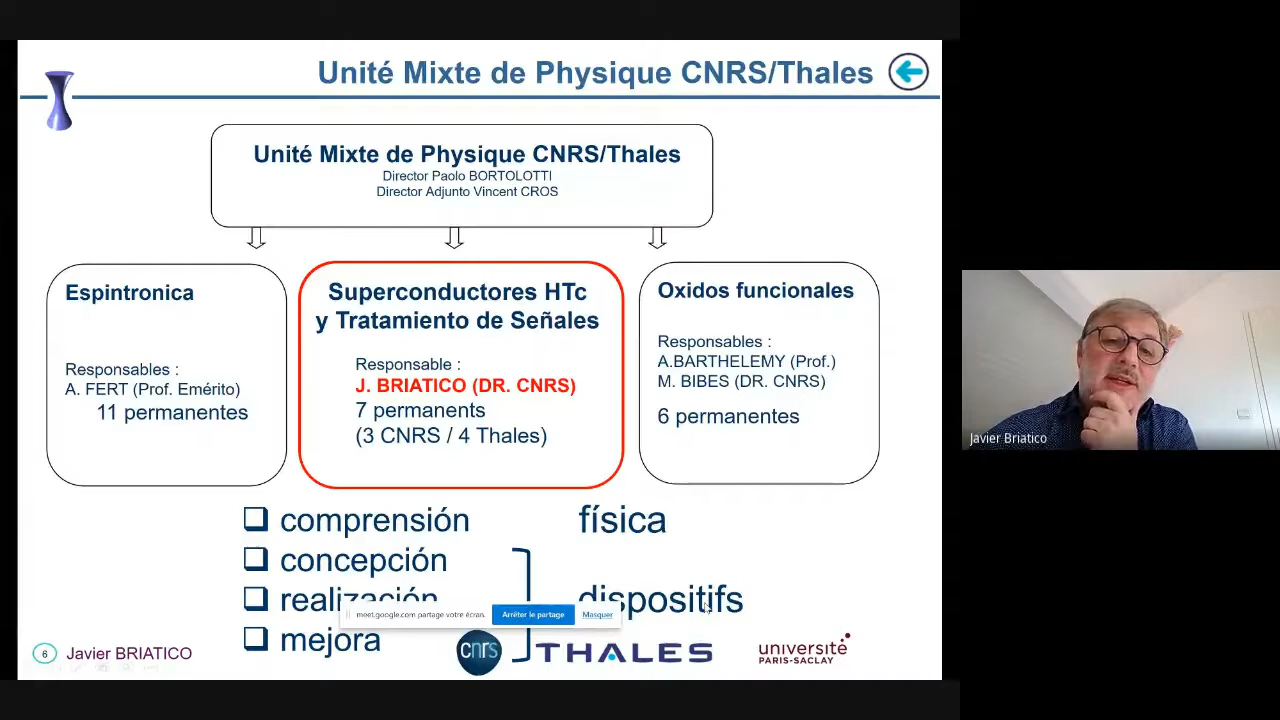 Unité Mixte de Physique CNRS/Thales
Unité Mixte de Physique CNRS/Thales
Director Paolo BORTOLOTTI
Director Adjunto Vincent CROS
Espintronica
Responsables :
A. FERT (Prof. Emérito)
11 permanentes
Superconductores HTc
y Tratamiento de Señales
Responsable :
J. BRIATICO (DR. CNRS)
7 permanents
(3 CNRS / 4 Thales)
Oxidos funcionales
Responsables :
A.BARTHELEMY (Prof.)
M. BIBES (DR. CNRS)
6 permanentes
comprensión
física
concepción
realización
dispositifs
mejora
meet.google.com partage votre écran.
Arrêter le partage
Masquer
6
Javier BRIATICO
cnrs
THALES
université
PARIS-SACLAY
Javier Briatico